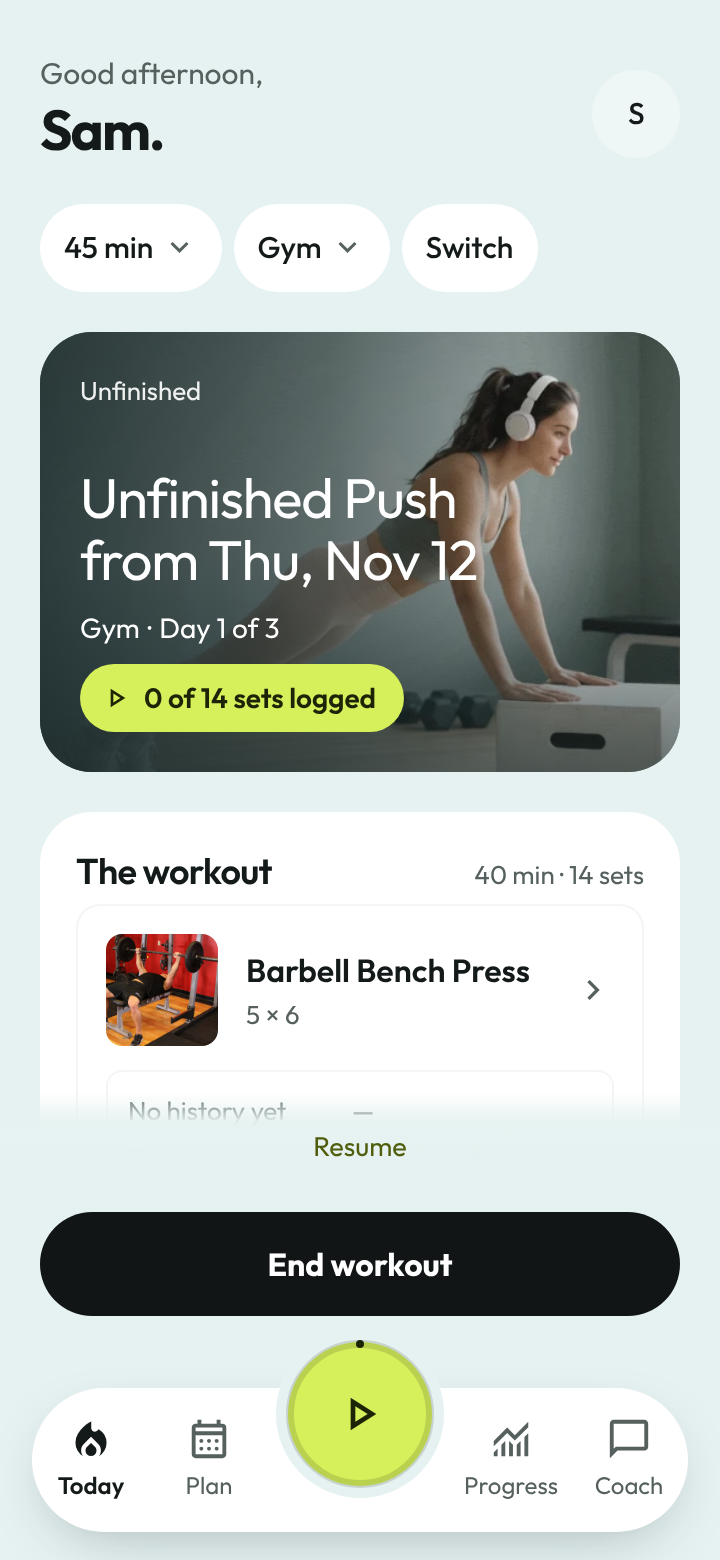 Good afternoon,
Sam.
S
45 min
Gym
Switch
Unfinished
Unfinished Push
from Thu, Nov 12
Gym · Day 1 of 3
0 of 14 sets logged
The workout
40 min · 14 sets
Barbell Bench Press
5 × 6
No history yet
—
Resume
End workout
Today
Plan
Progress
Coach